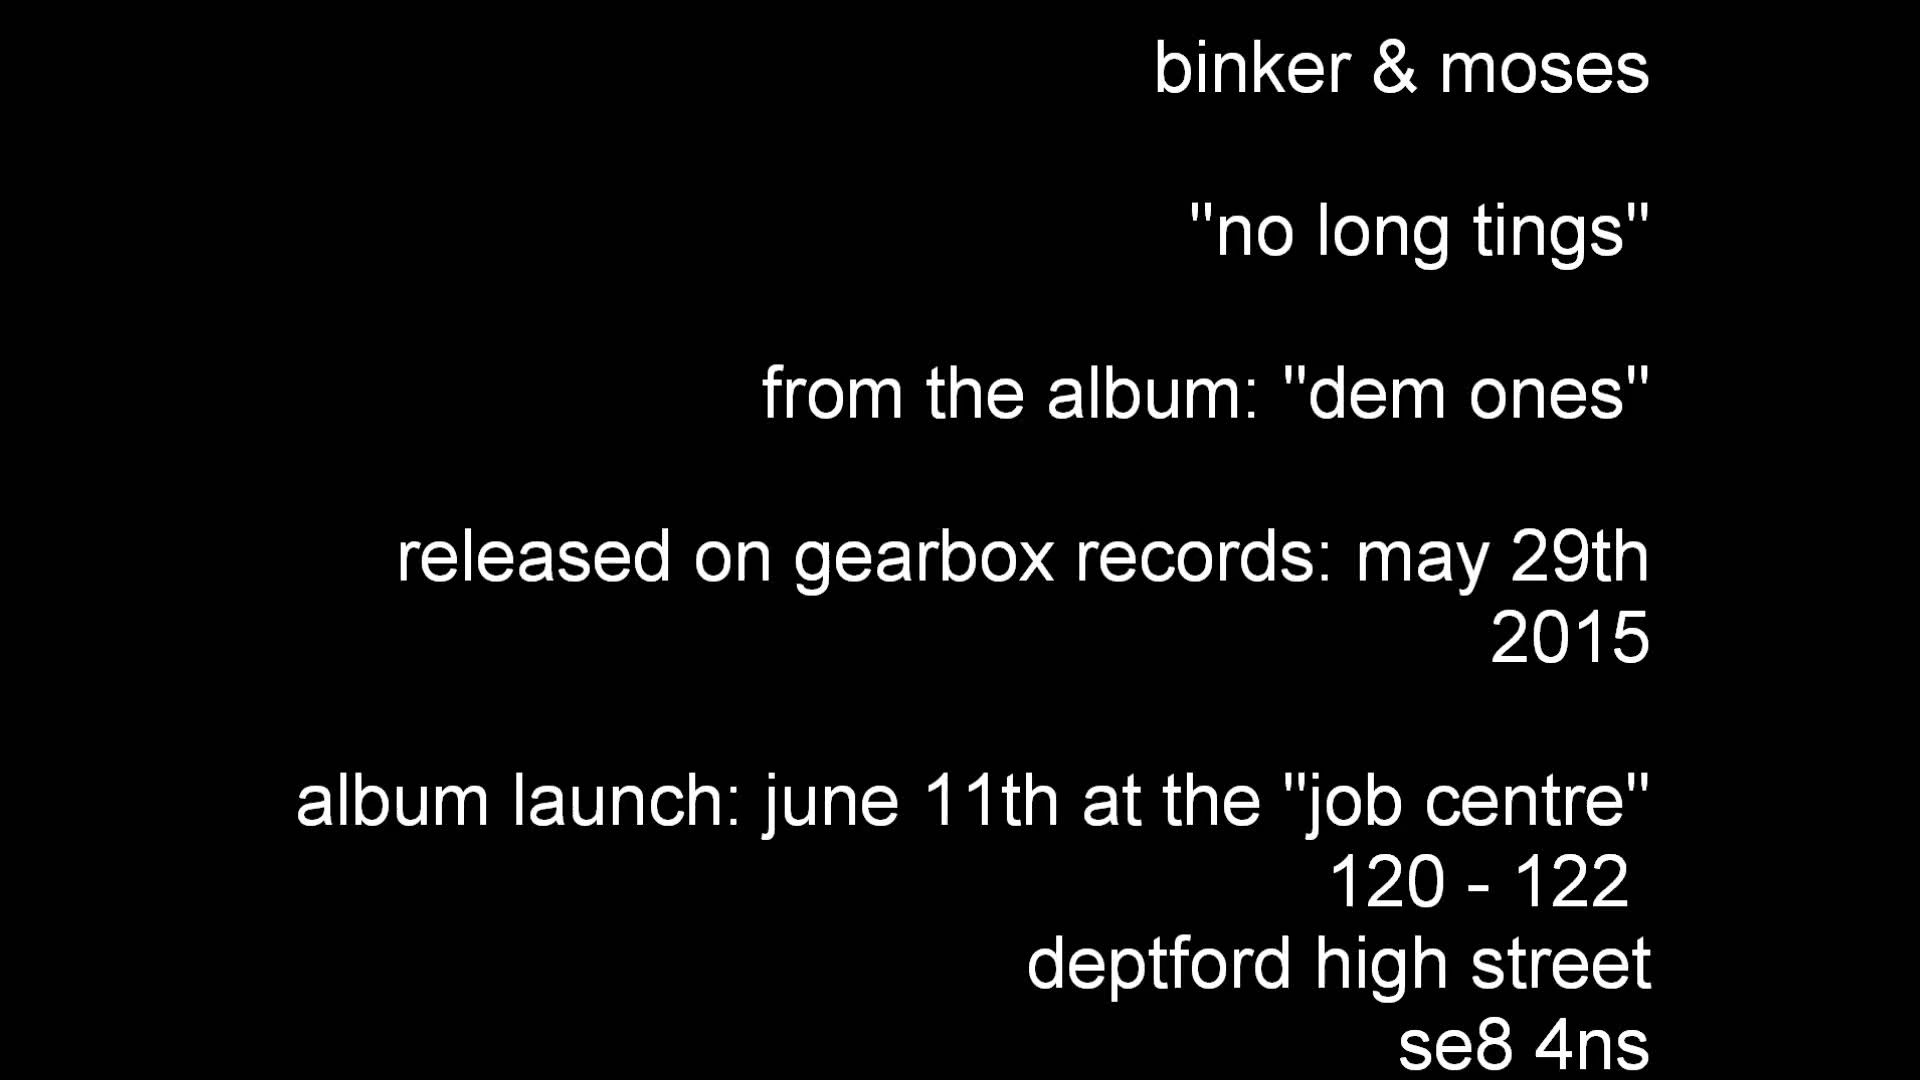 binker & moses
"no long tings"
from the album: "dem ones"
released on gearbox records: may 29th
2015
album launch: june 11th at the "job centre"
120 - 122
deptford high street
se8 4ns